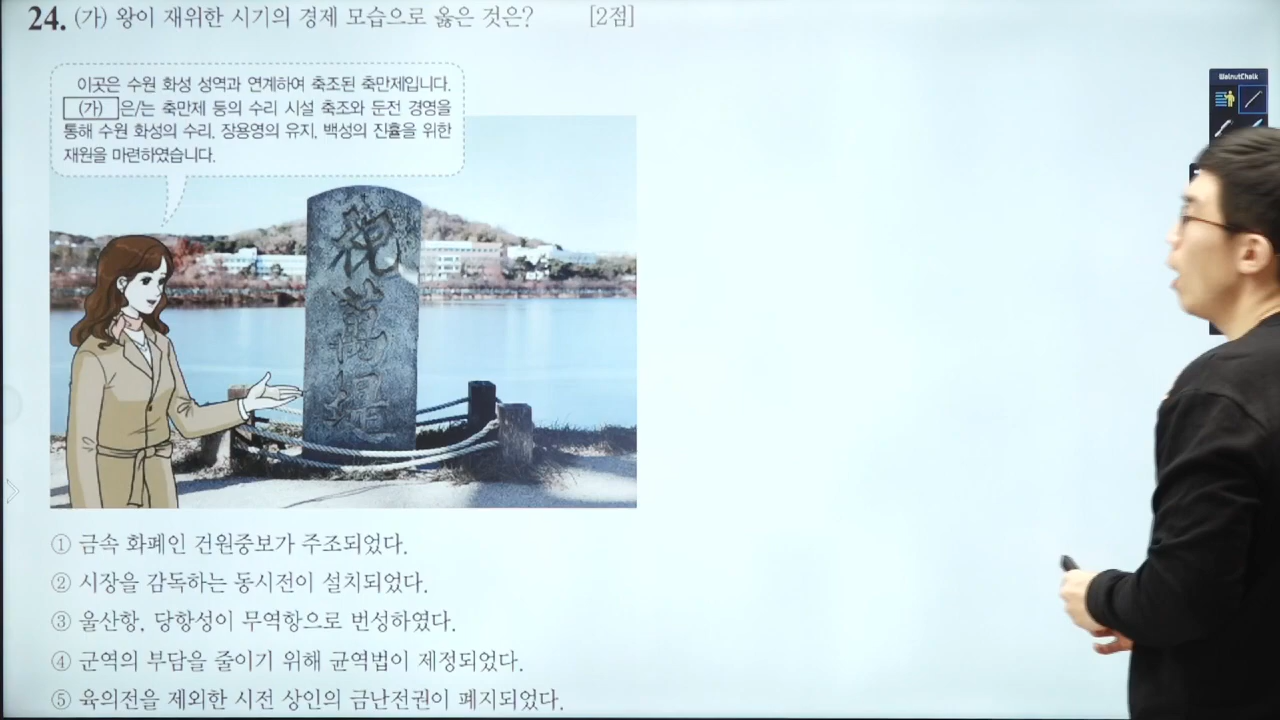 24. (가) 왕이 재위한 시기의 경제 모습으로 옳은 것은? [2점]
이곳은 수원 화성 성역과 연계하여 축조된 축만제입니다.
(가) 은/는 축만제 등의 수리 시설 축조와 둔전 경영을
통해 수원 화성의 수리, 장용영의 유지, 백성의 진휼을 위한
재원을 마련하였습니다.
祝
萬
堤
① 금속 화폐인 건원중보가 주조되었다.
② 시장을 감독하는 동시전이 설치되었다.
③ 울산항, 당항성이 무역항으로 번성하였다.
④ 군역의 부담을 줄이기 위해 균역법이 제정되었다.
⑤ 육의전을 제외한 시전 상인의 금난전권이 폐지되었다.
WalnutChalk